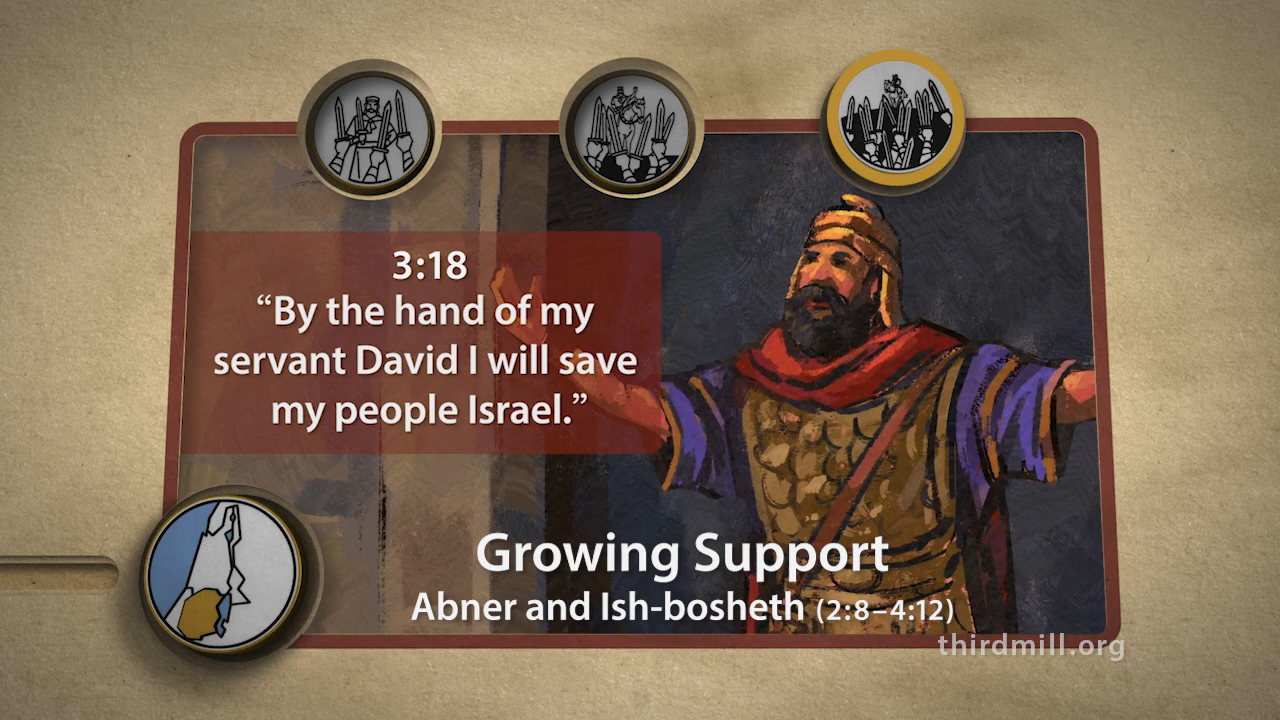 3:18
“By the hand of my
servant David I will save
my people Israel.”
Growing Support
Abner and Ish-bosheth (2:8–4:12)
thirdmill.org